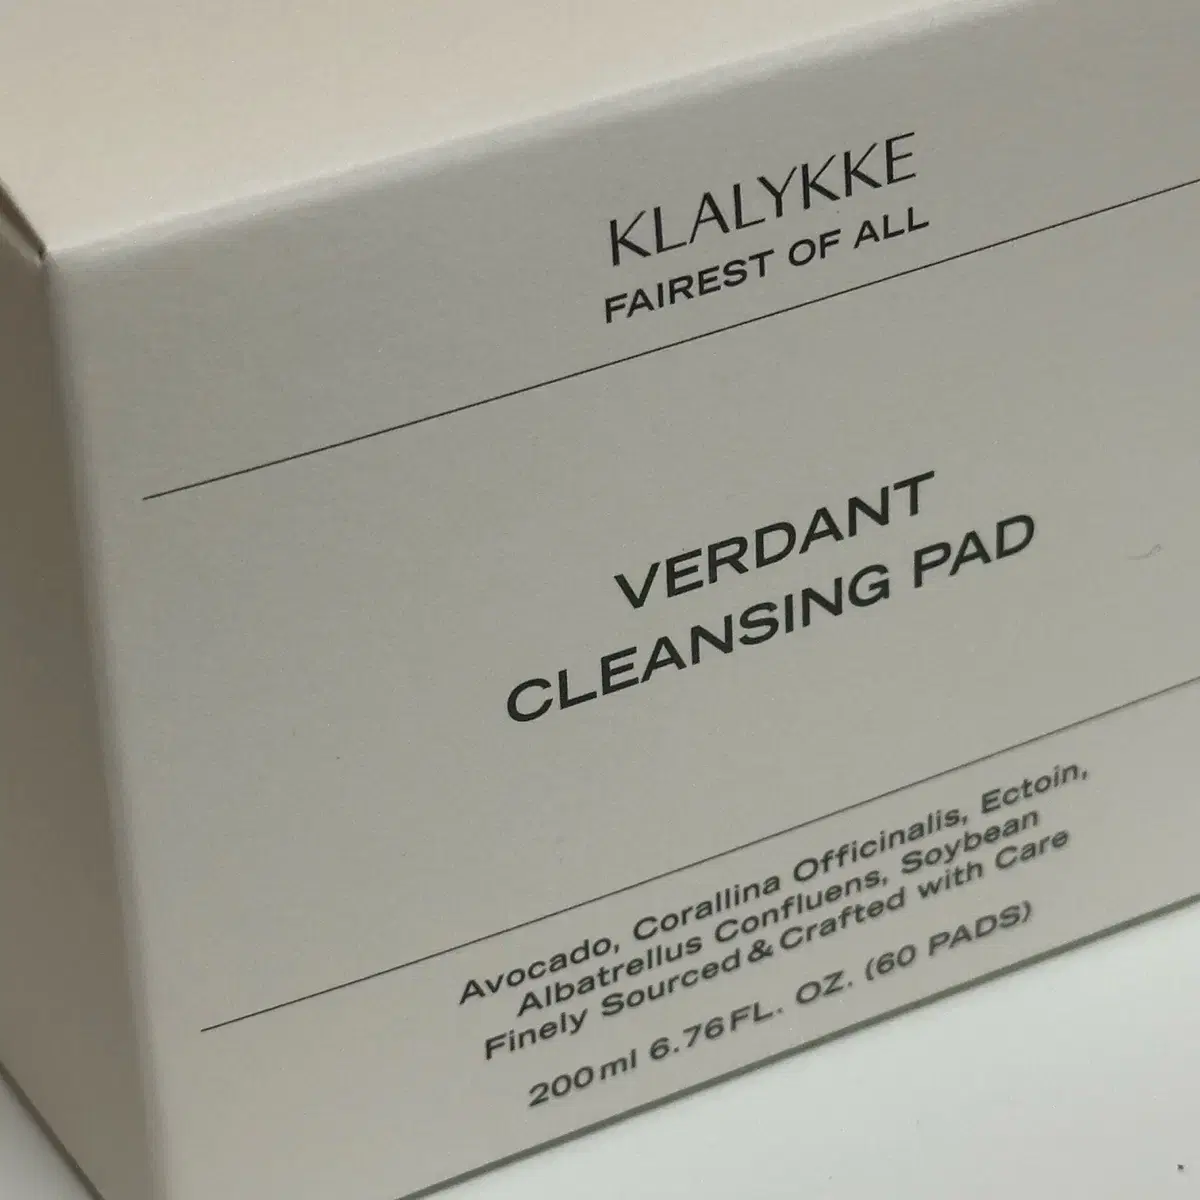 KLALYKKE
FAIREST OF ALL
VERDANT
CLEANSING PAD
Avocado, Corallina Officinalis, Ectoin,
Albatrellus Confluens, Soybean
Finely Sourced & Crafted with Care
200ml 6.76FL. OZ. (60 PADS)